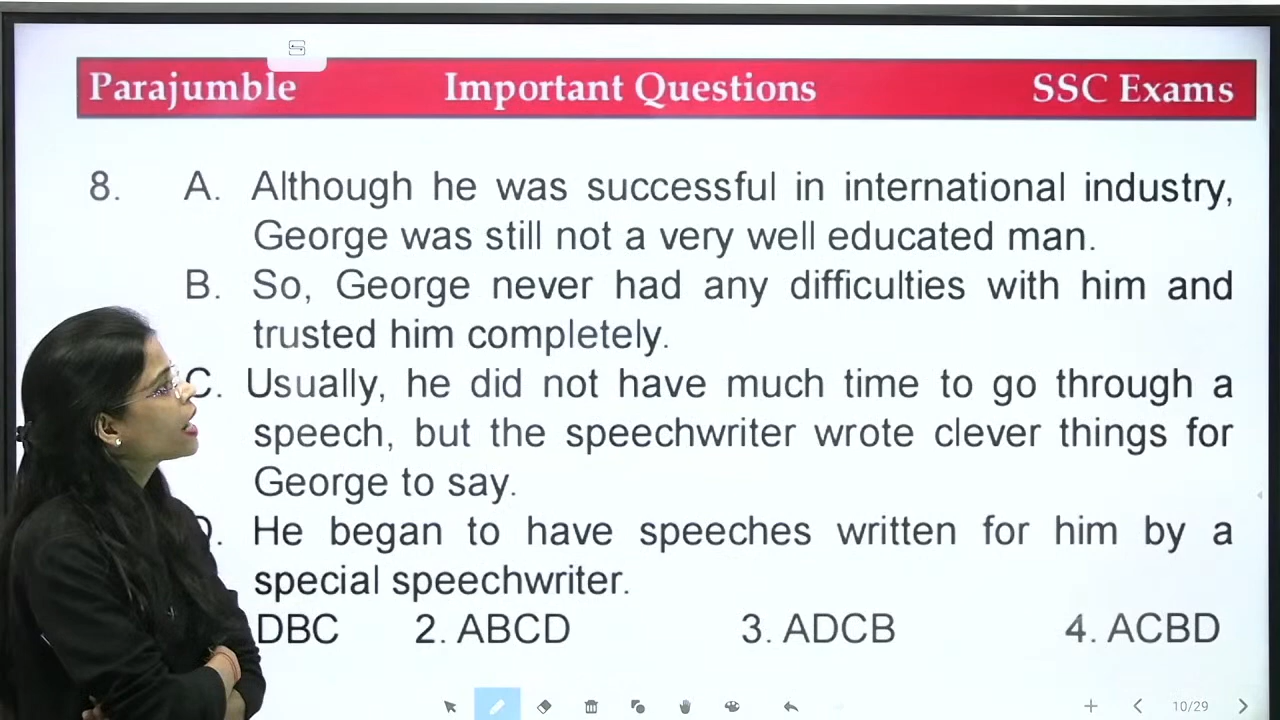 Parajumble Important Questions SSC Exams
8. A. Although he was successful in international industry,
George was still not a very well educated man.
B. So, George never had any difficulties with him and
trusted him completely.
C. Usually, he did not have much time to go through a
speech, but the speechwriter wrote clever things for
George to say.
D. He began to have speeches written for him by a
special speechwriter.
DBC 2. ABCD 3. ADCB 4. ACBD
10/29